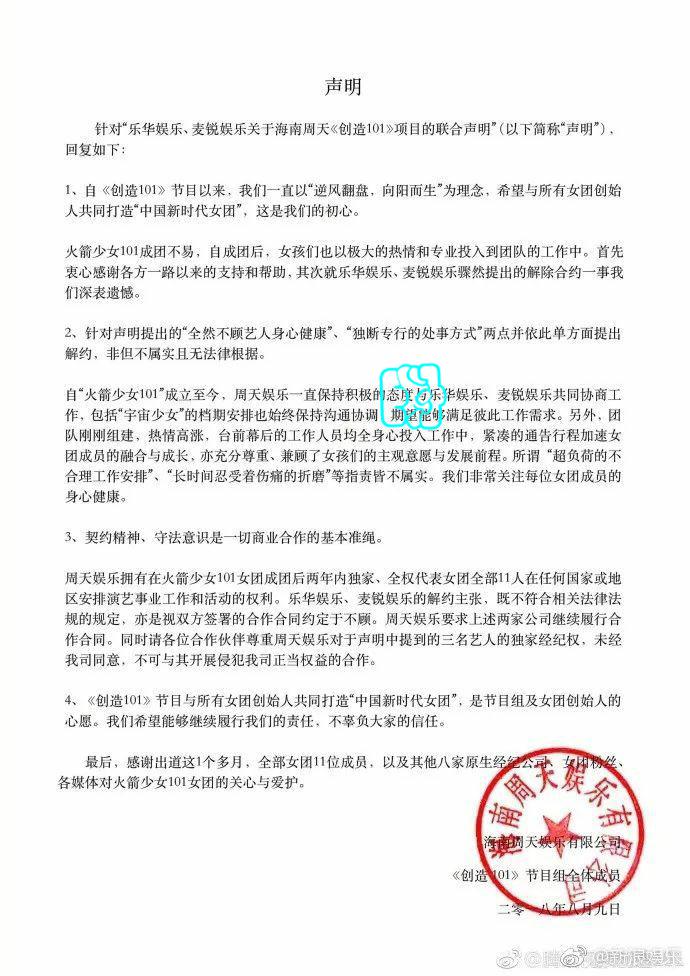 声明
针对“乐华娱乐、麦锐娱乐关于海南周天《创造101》项目的联合声明”(以下简称“声明”),
回复如下:
1、自《创造101》节目以来,我们一直以“逆风翻盘,向阳而生”为理念,希望与所有女团创始
人共同打造“中国新时代女团”,这是我们的初心。
火箭少女101成团不易,自成团后,女孩们也以极大的热情和专业投入到团队的工作中。首先
衷心感谢各方一路以来的支持和帮助,其次就乐华娱乐、麦锐娱乐骤然提出的解除合约一事我
们深表遗憾。
2、针对声明提出的“全然不顾艺人身心健康”、“独断专行的处事方式”两点并依此单方面提出
解约,非但不属实且无法律根据。
自“火箭少女101”成立至今,周天娱乐一直保持积极的态度与乐华娱乐、麦锐娱乐共同协商工
作,包括“宇宙少女”的档期安排也始终保持沟通协调,期望能够满足彼此工作需求。另外,团
队刚刚组建,热情高涨,台前幕后的工作人员均全身心投入工作中,紧凑的通告行程加速女
团成员的融合与成长,亦充分尊重、兼顾了女孩们的主观意愿与发展前程。所谓“超负荷的不
合理工作安排”、“长时间忍受着伤痛的折磨”等指责皆不属实。我们非常关注每位女团成员的
身心健康。
3、契约精神、守法意识是一切商业合作的基本准绳。
周天娱乐拥有在火箭少女101女团成团后两年内独家、全权代表女团全部11人在任何国家或地
区安排演艺事业工作和活动的权利。乐华娱乐、麦锐娱乐的解约主张,既不符合相关法律法
规的规定,亦是视双方签署的合作合同约定于不顾。周天娱乐要求上述两家公司继续履行合
作合同。同时请各位合作伙伴尊重周天娱乐对于声明中提到的三名艺人的独家经纪权,未经
我司同意,不可与其开展侵犯我司正当权益的合作。
4、《创造101》节目与所有女团创始人共同打造“中国新时代女团”,是节目组及女团创始人的
心愿。我们希望能够继续履行我们的责任,不辜负大家的信任。
最后,感谢出道这1个多月,全部女团11位成员,以及其他八家原生经纪公司、女团粉丝、
各媒体对火箭少女101女团的关心与爱护。
海南周天娱乐有限公司
海南周天娱乐有限公司
《创造101》节目组全体成员
二零一八年八月九日
@新浪娱乐